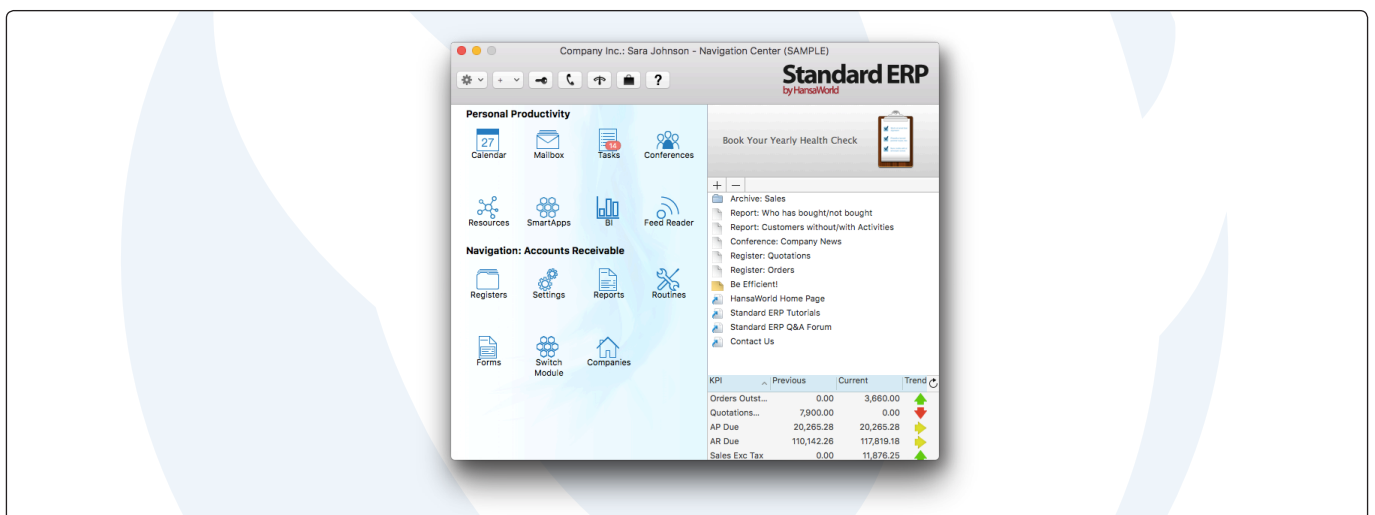 Company Inc.: Sara Johnson - Navigation Center (SAMPLE)
Standard ERP
by HansaWorld
Personal Productivity
27
14
Calendar Mailbox Tasks Conferences
Resources SmartApps BI Feed Reader
Navigation: Accounts Receivable
Registers Settings Reports Routines
Forms Switch Module Companies
Book Your Yearly Health Check
Archive: Sales
Report: Who has bought/not bought
Report: Customers without/with Activities
Conference: Company News
Register: Quotations
Register: Orders
Be Efficient!
HansaWorld Home Page
Standard ERP Tutorials
Standard ERP Q&A Forum
Contact Us
KPI Previous Current Trend
Orders Outst... 0.00 3,660.00
Quotations... 7,900.00 0.00
AP Due 20,265.28 20,265.28
AR Due 110,142.26 117,819.18
Sales Exc Tax 0.00 11,876.25